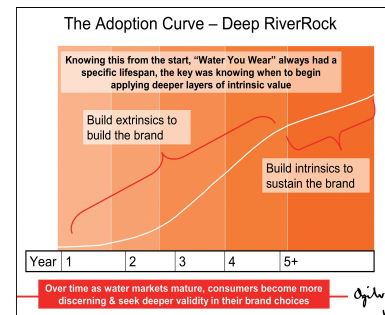 The Adoption Curve – Deep RiverRock
Knowing this from the start, “Water You Wear” always had a
specific lifespan, the key was knowing when to begin
applying deeper layers of intrinsic value
Build extrinsics to
build the brand
Build intrinsics to
sustain the brand
Year 1 2 3 4 5+
Over time as water markets mature, consumers become more
discerning & seek deeper validity in their brand choices